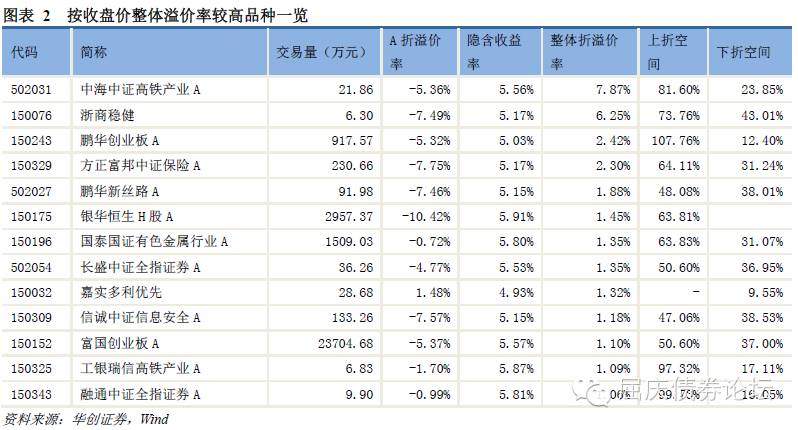 图表 2 按收盘价整体溢价率较高品种一览
代码 简称 交易量（万元） A 折溢价率 隐含收益率 整体折溢价率 上折空间 下折空间
502031 中海中证高铁产业 A 21.86 -5.36% 5.56% 7.87% 81.60% 23.85%
150076 浙商稳健 6.30 -7.49% 5.17% 6.25% 73.76% 43.01%
150243 鹏华创业板 A 917.57 -5.32% 5.03% 2.42% 107.76% 12.40%
150329 方正富邦中证保险 A 230.66 -7.75% 5.17% 2.30% 64.11% 31.24%
502027 鹏华新丝路 A 91.98 -7.46% 5.15% 1.88% 48.08% 38.01%
150175 银华恒生 H 股 A 2957.37 -10.42% 5.91% 1.45% 63.81%
150196 国泰国证有色金属行业 A 1509.03 -0.72% 5.80% 1.35% 63.83% 31.07%
502054 长盛中证全指证券 A 36.26 -4.77% 5.53% 1.35% 50.60% 36.95%
150032 嘉实多利优先 28.68 1.48% 4.93% 1.32% - 9.55%
150309 信诚中证信息安全 A 133.26 -7.57% 5.15% 1.18% 47.06% 38.53%
150152 富国创业板 A 23704.68 -5.37% 5.57% 1.10% 50.60% 37.00%
150325 工银瑞信高铁产业 A 6.83 -1.70% 5.87% 1.09% 97.32% 17.11%
150343 融通中证全指证券 A 9.90 -0.99% 5.81%
屈庆债券论坛
资料来源：华创证券，Wind